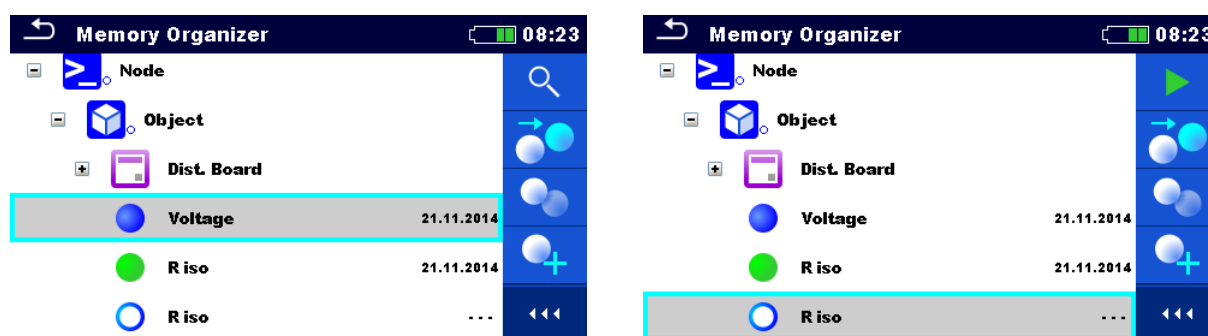 Memory Organizer 08:23
Node
Object
Dist. Board
Voltage 21.11.2014
R iso 21.11.2014
R iso ---
Memory Organizer 08:23
Node
Object
Dist. Board
Voltage 21.11.2014
R iso 21.11.2014
R iso ---